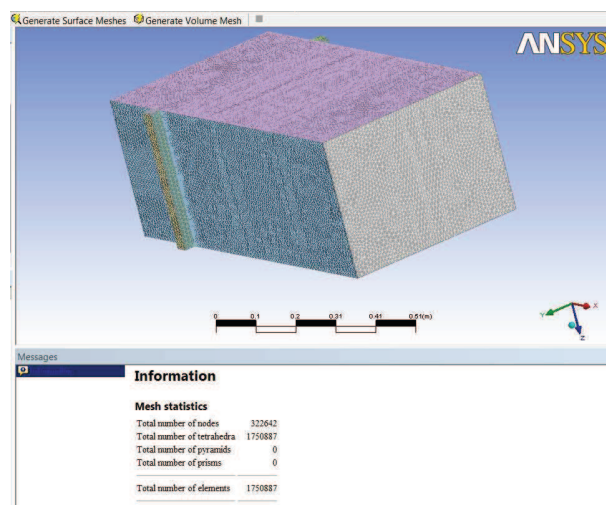 Generate Surface Meshes Generate Volume Mesh
ANSYS
0 0.1 0.2 0.31 0.41 0.51(m)
Y X
Z
Messages
Information
Mesh statistics
Total number of nodes 322642
Total number of tetrahedra 1750887
Total number of pyramids 0
Total number of prisms 0
Total number of elements 1750887